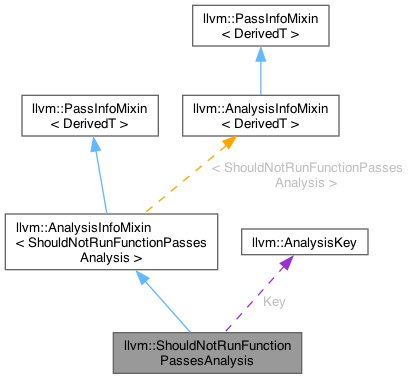 llvm::PassInfoMixin
< DerivedT >
llvm::PassInfoMixin
< DerivedT >
llvm::AnalysisInfoMixin
< DerivedT >
< ShouldNotRunFunctionPasses
Analysis >
llvm::AnalysisInfoMixin
< ShouldNotRunFunctionPasses
Analysis >
llvm::AnalysisKey
Key
llvm::ShouldNotRunFunction
PassesAnalysis